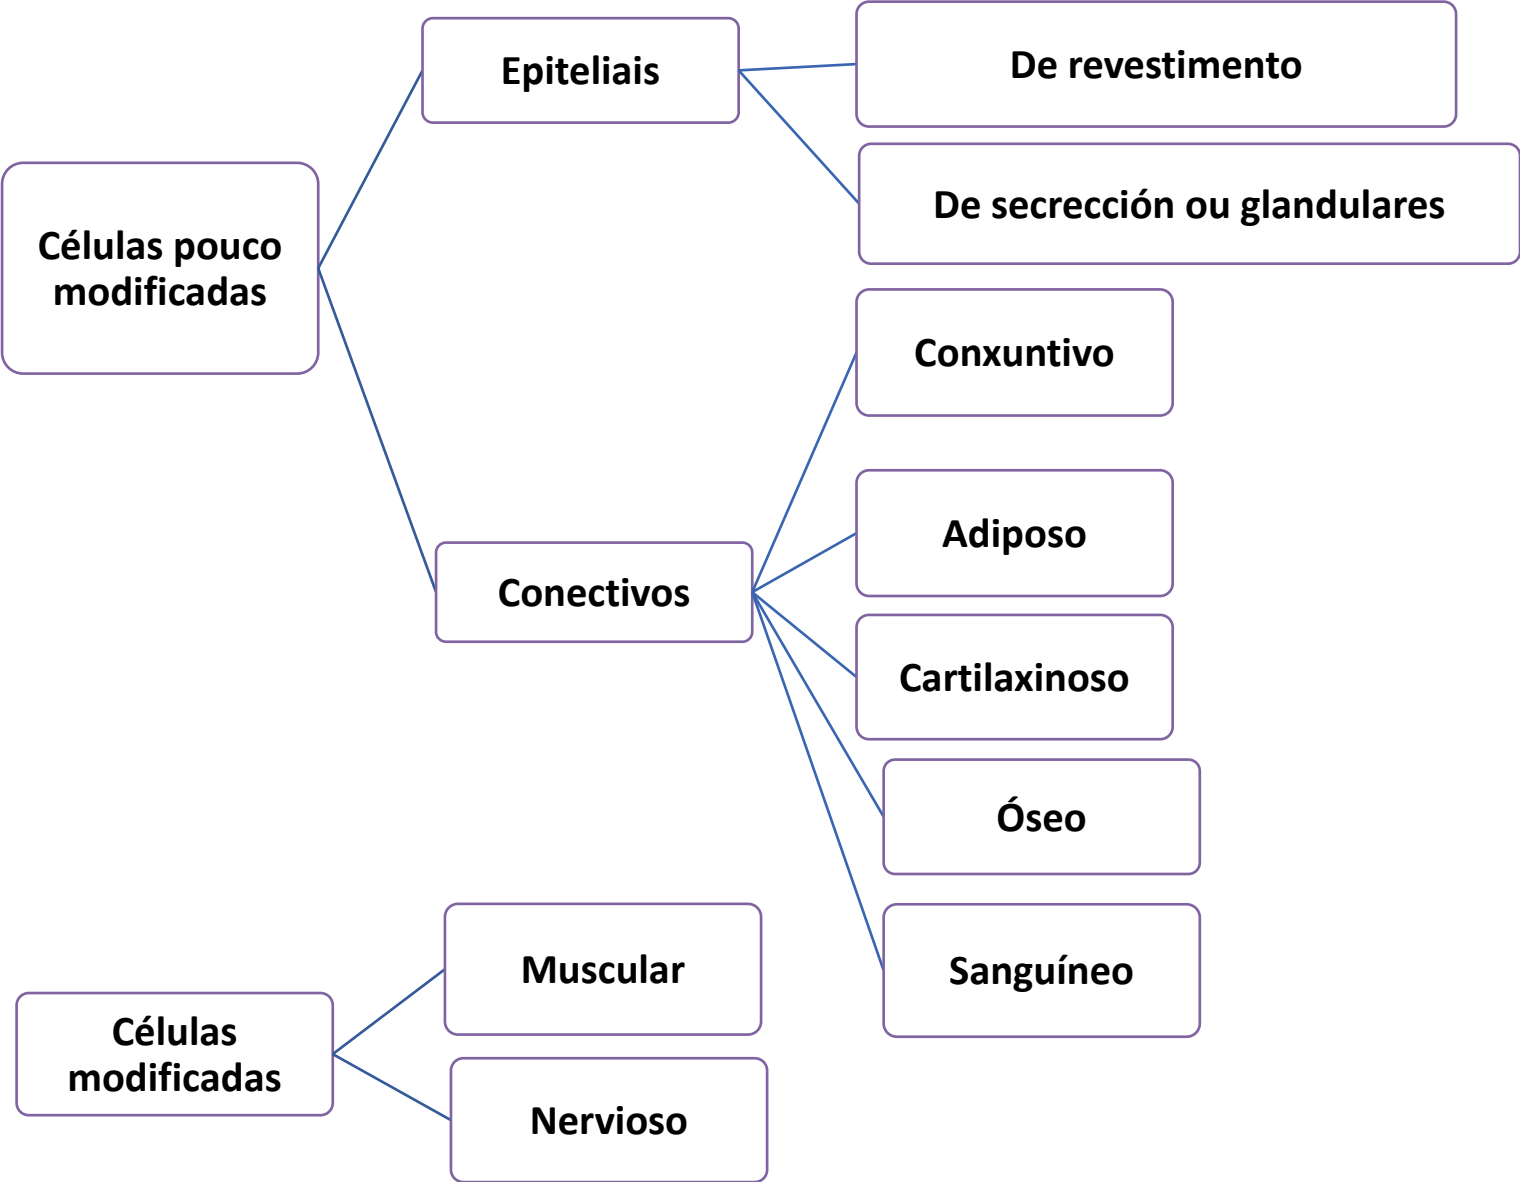 Células pouco
modificadas
Epiteliais
De revestimento
De secrección ou glandulares
Conectivos
Conxuntivo
Adiposo
Cartilaxinoso
Óseo
Sanguíneo
Células
modificadas
Muscular
Nervioso